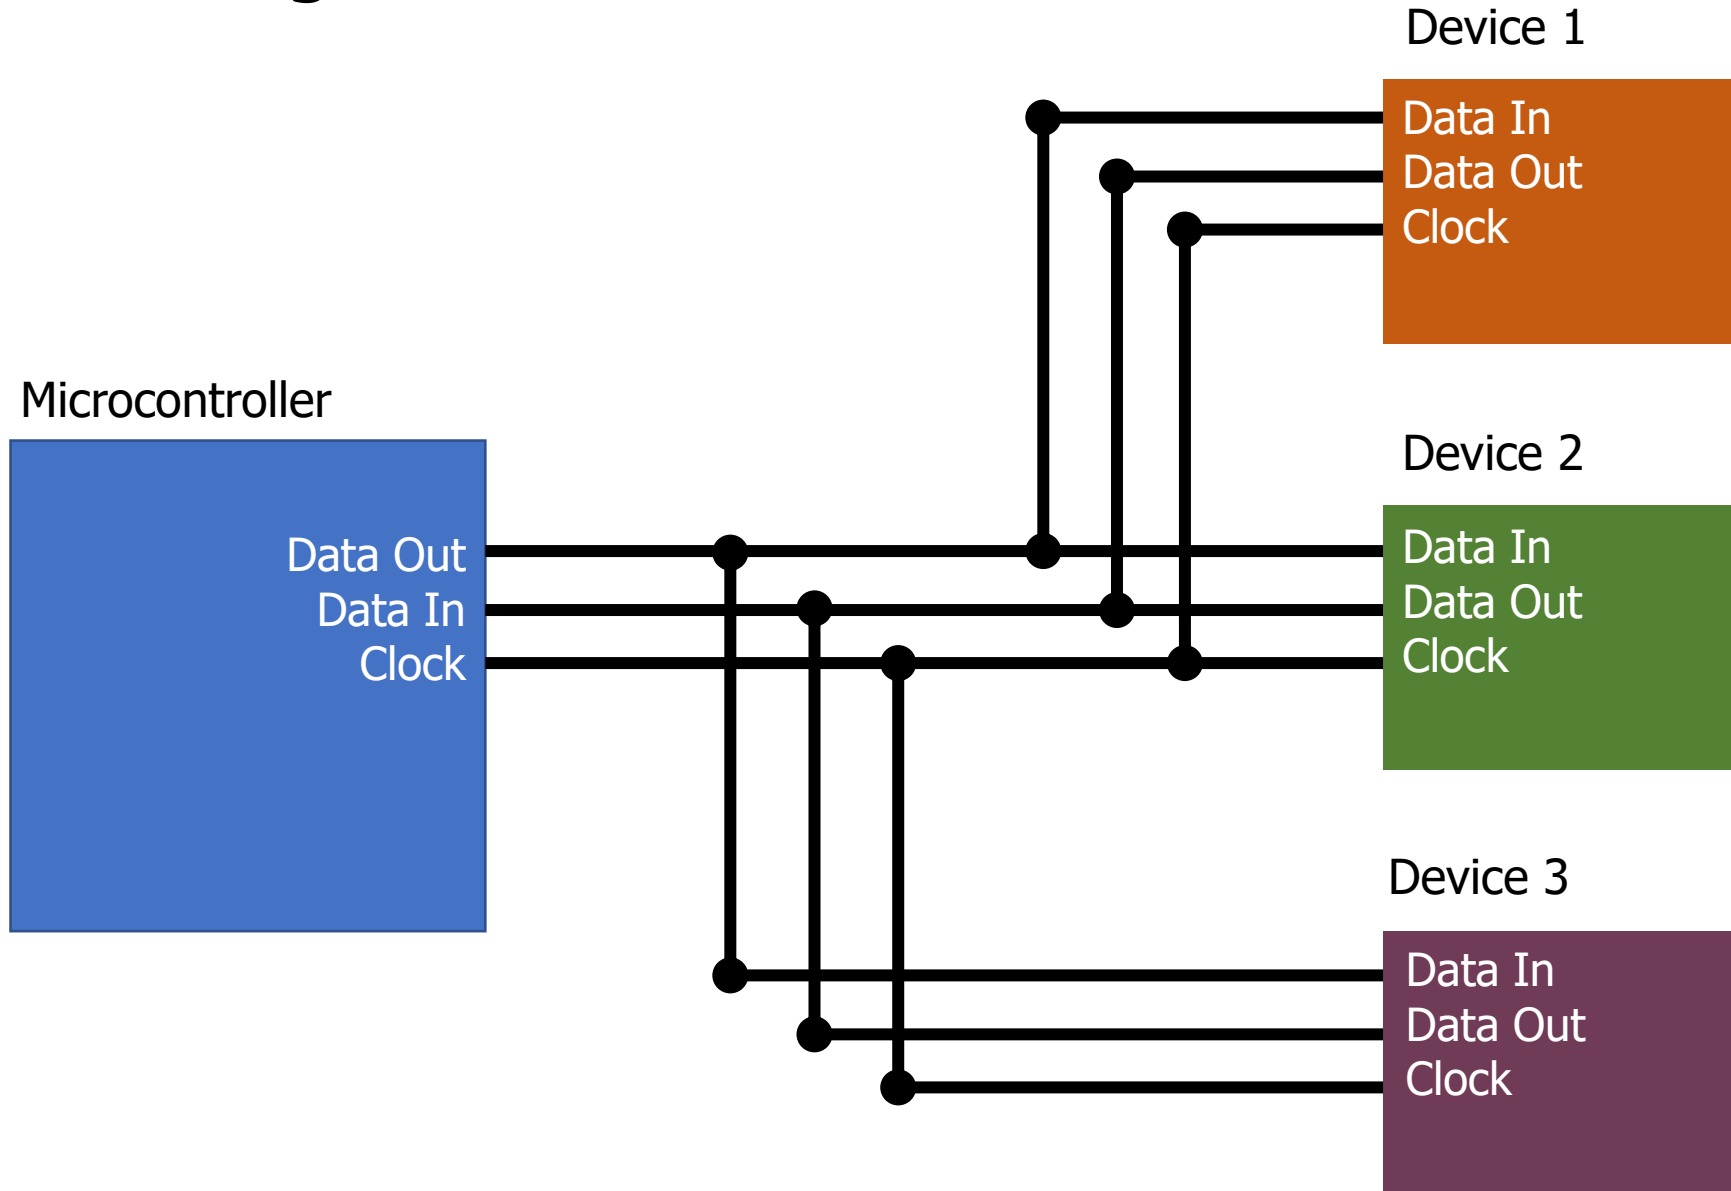 Device 1
Data In
Data Out
Clock
Microcontroller
Data Out
Data In
Clock
Device 2
Data In
Data Out
Clock
Device 3
Data In
Data Out
Clock